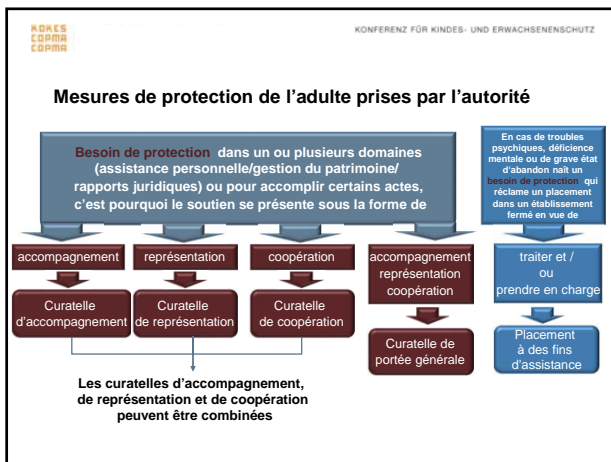 KOKES
COPMA
COPMA
KONFERENZ FÜR KINDES- UND ERWACHSENENSCHUTZ
Mesures de protection de l'adulte prises par l'autorité
Besoin de protection dans un ou plusieurs domaines
(assistance personnelle/gestion du patrimoine/
rapports juridiques) ou pour accomplir certains actes,
c'est pourquoi le soutien se présente sous la forme de
En cas de troubles
psychiques, déficience
mentale ou de grave état
d'abandon naît un
besoin de protection qui
réclame un placement
dans un établissement
fermé en vue de
accompagnement
représentation
coopération
accompagnement
représentation
coopération
traiter et /
ou
prendre en charge
Curatelle
d'accompagnement
Curatelle
de représentation
Curatelle
de coopération
Curatelle de
portée générale
Placement
à des fins
d'assistance
Les curatelles d'accompagnement,
de représentation et de coopération
peuvent être combinées